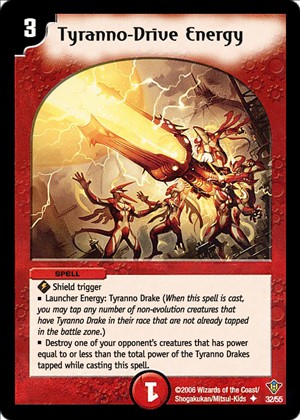 3 Tyranno-Drive Energy
SPELL
Shield trigger
■ Launcher Energy: Tyranno Drake (When this spell is cast,
you may tap any number of non-evolution creatures that
have Tyranno Drake in their race that are not already tapped
in the battle zone.)
■ Destroy one of your opponent's creatures that has power
equal to or less than the total power of the Tyranno Drakes
tapped while casting this spell.
1
©2006 Wizards of the Coast/
Shogakukan/Mitsui-Kids ✦ 32/55